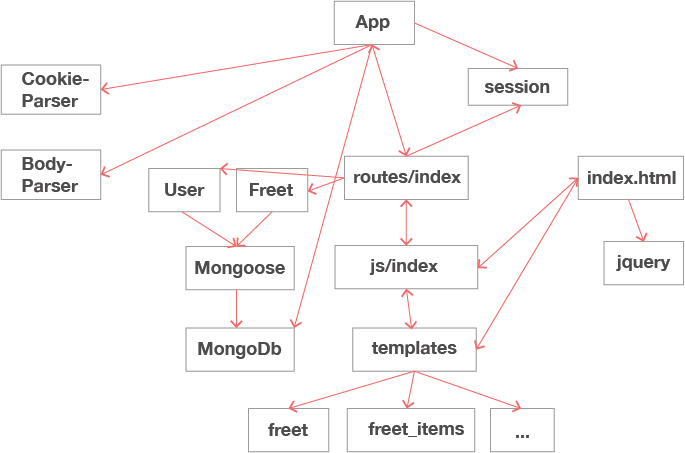 App
Cookie-
Parser
session
Body-
Parser
User
Freet
routes/index
index.html
Mongoose
js/index
jquery
MongoDb
templates
freet
freet_items
...